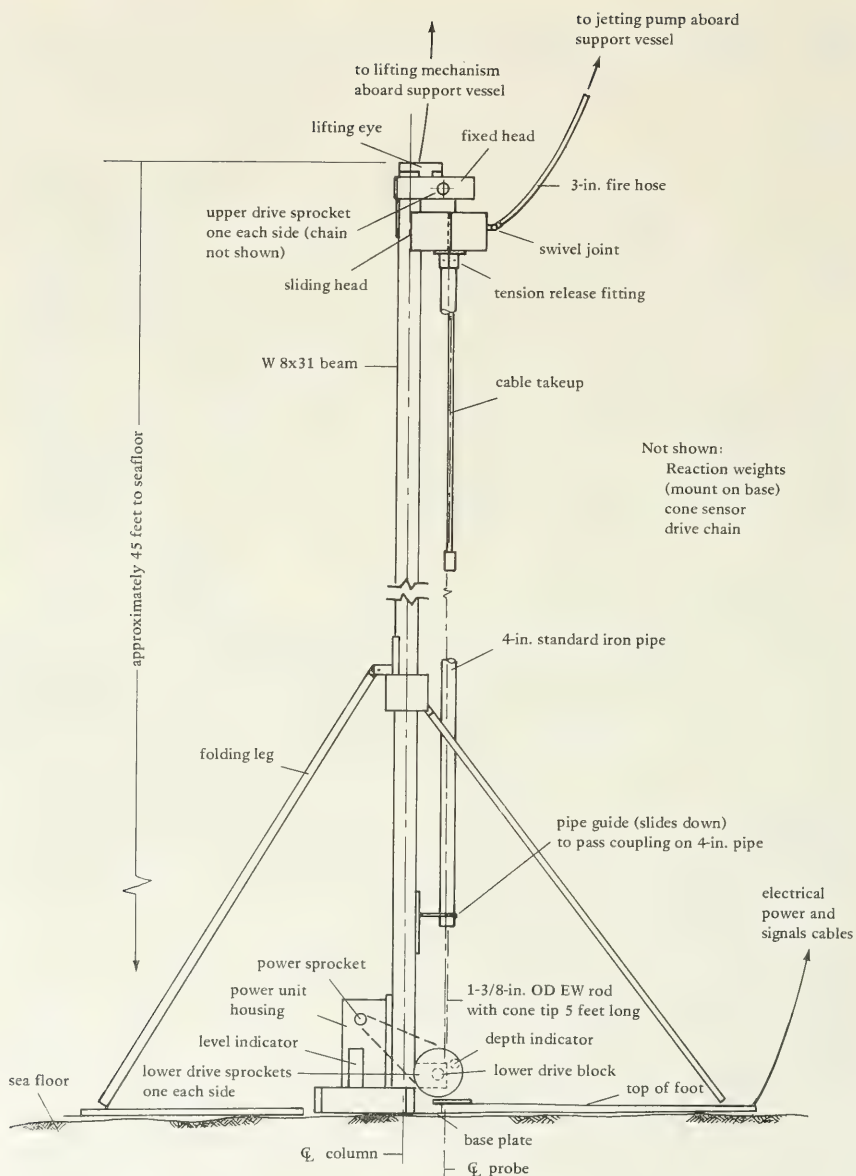 to jetting pump aboard
support vessel
to lifting mechanism
aboard support vessel
lifting eye
fixed head
3-in. fire hose
upper drive sprocket
one each side (chain
not shown)
swivel joint
sliding head
tension release fitting
W 8x31 beam
cable takeup
Not shown:
Reaction weights
(mount on base)
cone sensor
drive chain
approximately 45 feet to seafloor
4-in. standard iron pipe
folding leg
pipe guide (slides down)
to pass coupling on 4-in. pipe
electrical
power and
signals cables
power sprocket
power unit
housing
1-3/8-in. OD EW rod
with cone tip 5 feet long
level indicator
depth indicator
lower drive sprockets
one each side
lower drive block
sea floor
top of foot
base plate
℄ column
℄ probe